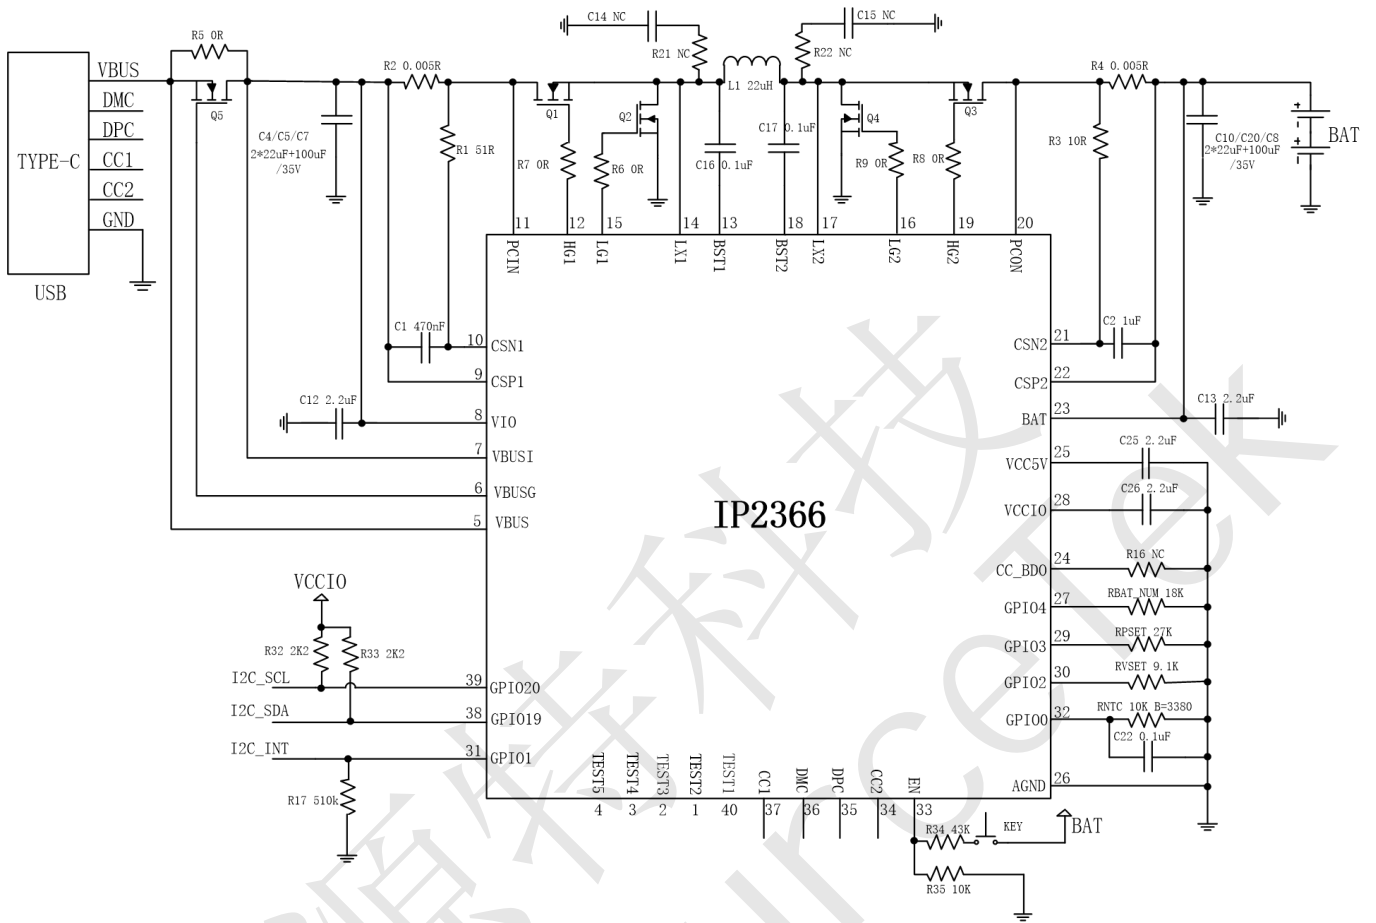 C14 NC
C15 NC
R5 0R
R21 NC
R22 NC
VBUS
R2 0.005R
R4 0.005R
L1 22uH
DMC
Q5
Q1
Q2
Q4
Q3
DPC
C4/C5/C7
2*22uF+100uF
/35V
C17 0.1uF
C10/C20/C8
2*22uF+100uF
/35V
BAT
TYPE-C
CC1
R1 51R
R7 0R
R6 0R
C16 0.1uF
R9 0R
R8 0R
R3 10R
CC2
GND
USB
11
12
15
14
13
18
17
16
19
20
PCIN
HG1
LG1
LX1
BST1
BST2
LX2
LG2
HG2
PCON
C1 470nF
10
CSN1
C2 1uF
21
CSN2
9
CSP1
22
CSP2
C12 2.2uF
8
VIO
C13 2.2uF
23
BAT
7
VBUSI
C25 2.2uF
25
VCC5V
6
VBUSG
C26 2.2uF
28
VCCIO
5
VBUS
IP2366
VCCIO
R16 NC
24
CC_BDO
RBAT_NUM 18K
27
GPIO4
R32 2K2
R33 2K2
RPSET 27K
29
GPIO3
I2C_SCL
39
GPIO20
RVSET 9.1K
30
GPIO2
I2C_SDA
38
GPIO19
RNTC 10K B=3380
32
GPIO0
C22 0.1uF
I2C_INT
31
GPIO1
26
AGND
R17 510k
TEST5
TEST4
TEST3
TEST2
TEST1
CC1
DMC
DPC
CC2
EN
4
3
2
1
40
37
36
35
34
33
R34 43K
KEY
BAT
R35 10K
源特科技
urceTek